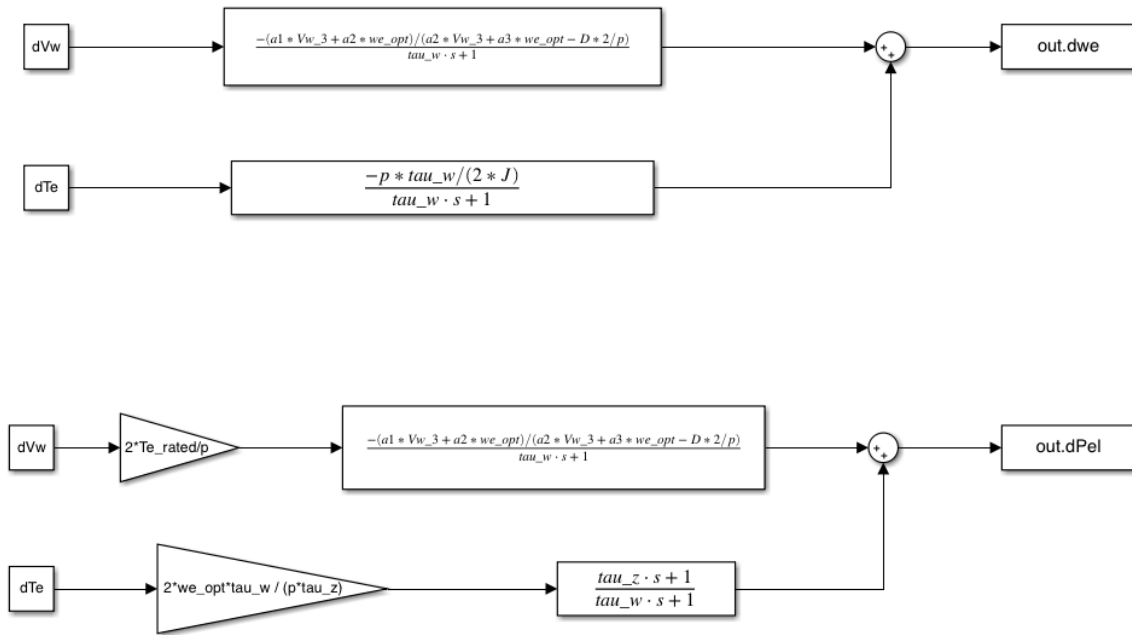 dVw
-(a1 * Vw_3 + a2 * we_opt)/(a2 * Vw_3 + a3 * we_opt - D * 2/p)
tau_w · s + 1
+
+
out.dwe
dTe
-p * tau_w/(2 * J)
tau_w · s + 1
dVw
2*Te_rated/p
-(a1 * Vw_3 + a2 * we_opt)/(a2 * Vw_3 + a3 * we_opt - D * 2/p)
tau_w · s + 1
+
+
out.dPel
dTe
2*we_opt*tau_w / (p*tau_z)
tau_z · s + 1
tau_w · s + 1